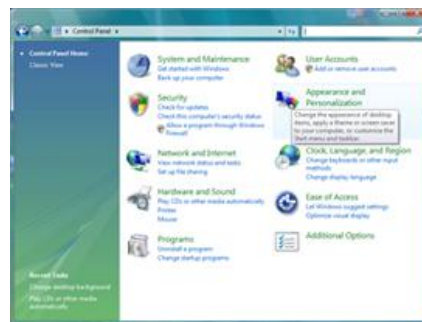 Control Panel
Control Panel Home
Classic View
System and Maintenance
Get started with Windows
Back up your computer
Security
Check for updates
Check this computer's security status
Allow a program through Windows
Firewall
Network and Internet
View network status and tasks
Set up file sharing
Hardware and Sound
Play CDs or other media automatically
Printer
Mouse
Programs
Uninstall a program
Change startup programs
User Accounts
Add or remove user accounts
Appearance and
Personalization
Change the appearance of desktop
items, apply a theme or screen saver
to your computer, or customize the
Start menu and taskbar.
Clock, Language, and Region
Change keyboards or other input
methods
Change display language
Ease of Access
Let Windows suggest settings
Optimize visual display
Additional Options
Recent Tasks
Change desktop background
Play CDs or other media
automatically